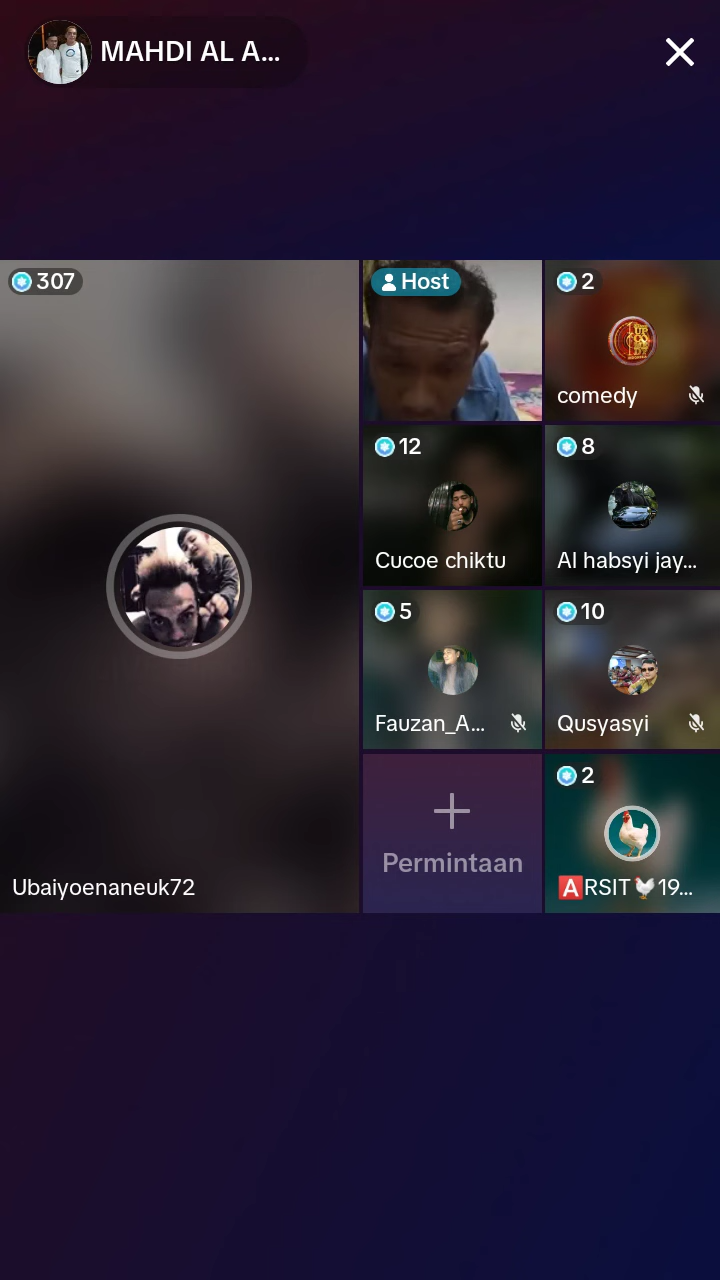 MAHDI AL A...
307
Host
2
comedy
12
8
Cucoe chiktu
Al habsyi jay...
5
10
Fauzan_A...
Qusyasyi
2
Permintaan
Ubaiyoenaneuk72
🅰️RSIT🐓19...